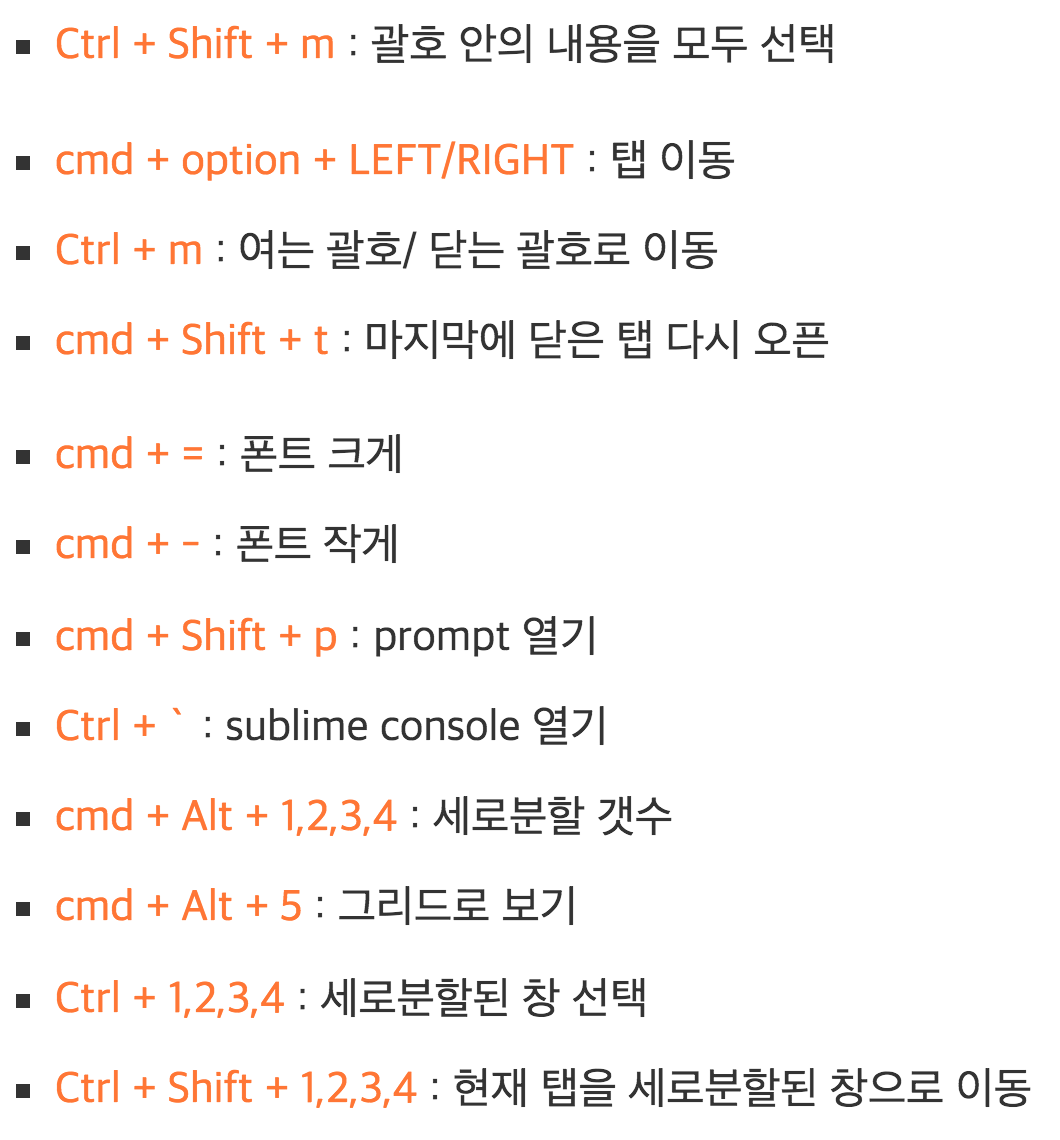 ▪ Ctrl + Shift + m : 괄호 안의 내용을 모두 선택
▪ cmd + option + LEFT/RIGHT : 탭 이동
▪ Ctrl + m : 여는 괄호/ 닫는 괄호로 이동
▪ cmd + Shift + t : 마지막에 닫은 탭 다시 오픈
▪ cmd + = : 폰트 크게
▪ cmd + - : 폰트 작게
▪ cmd + Shift + p : prompt 열기
▪ Ctrl + ` : sublime console 열기
▪ cmd + Alt + 1,2,3,4 : 세로분할 갯수
▪ cmd + Alt + 5 : 그리드로 보기
▪ Ctrl + 1,2,3,4 : 세로분할된 창 선택
▪ Ctrl + Shift + 1,2,3,4 : 현재 탭을 세로분할된 창으로 이동